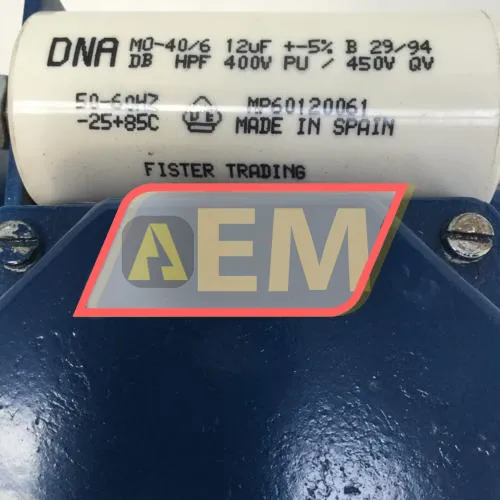 DNA MO-40/6 12uF +-5% B 29/94
DB HPF 400V PU / 450V QV
50-60HZ DE MP60120061
-25+85C MADE IN SPAIN
FISTER TRADING
AEM